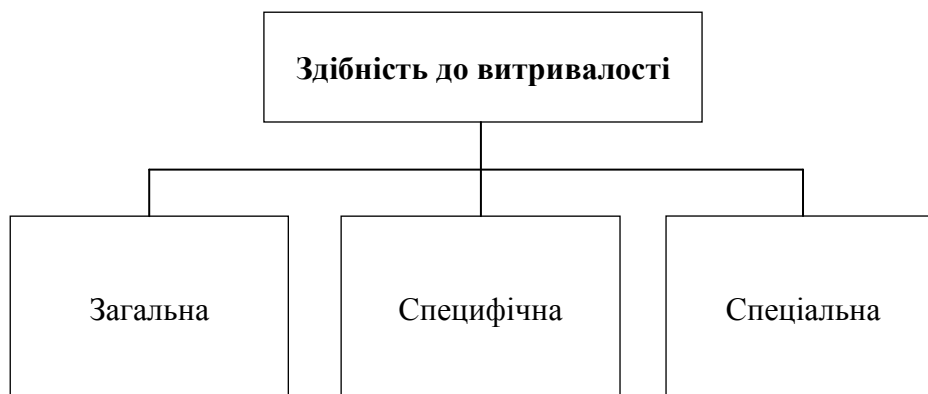 Здібність до витривалості
Загальна
Специфічна
Спеціальна